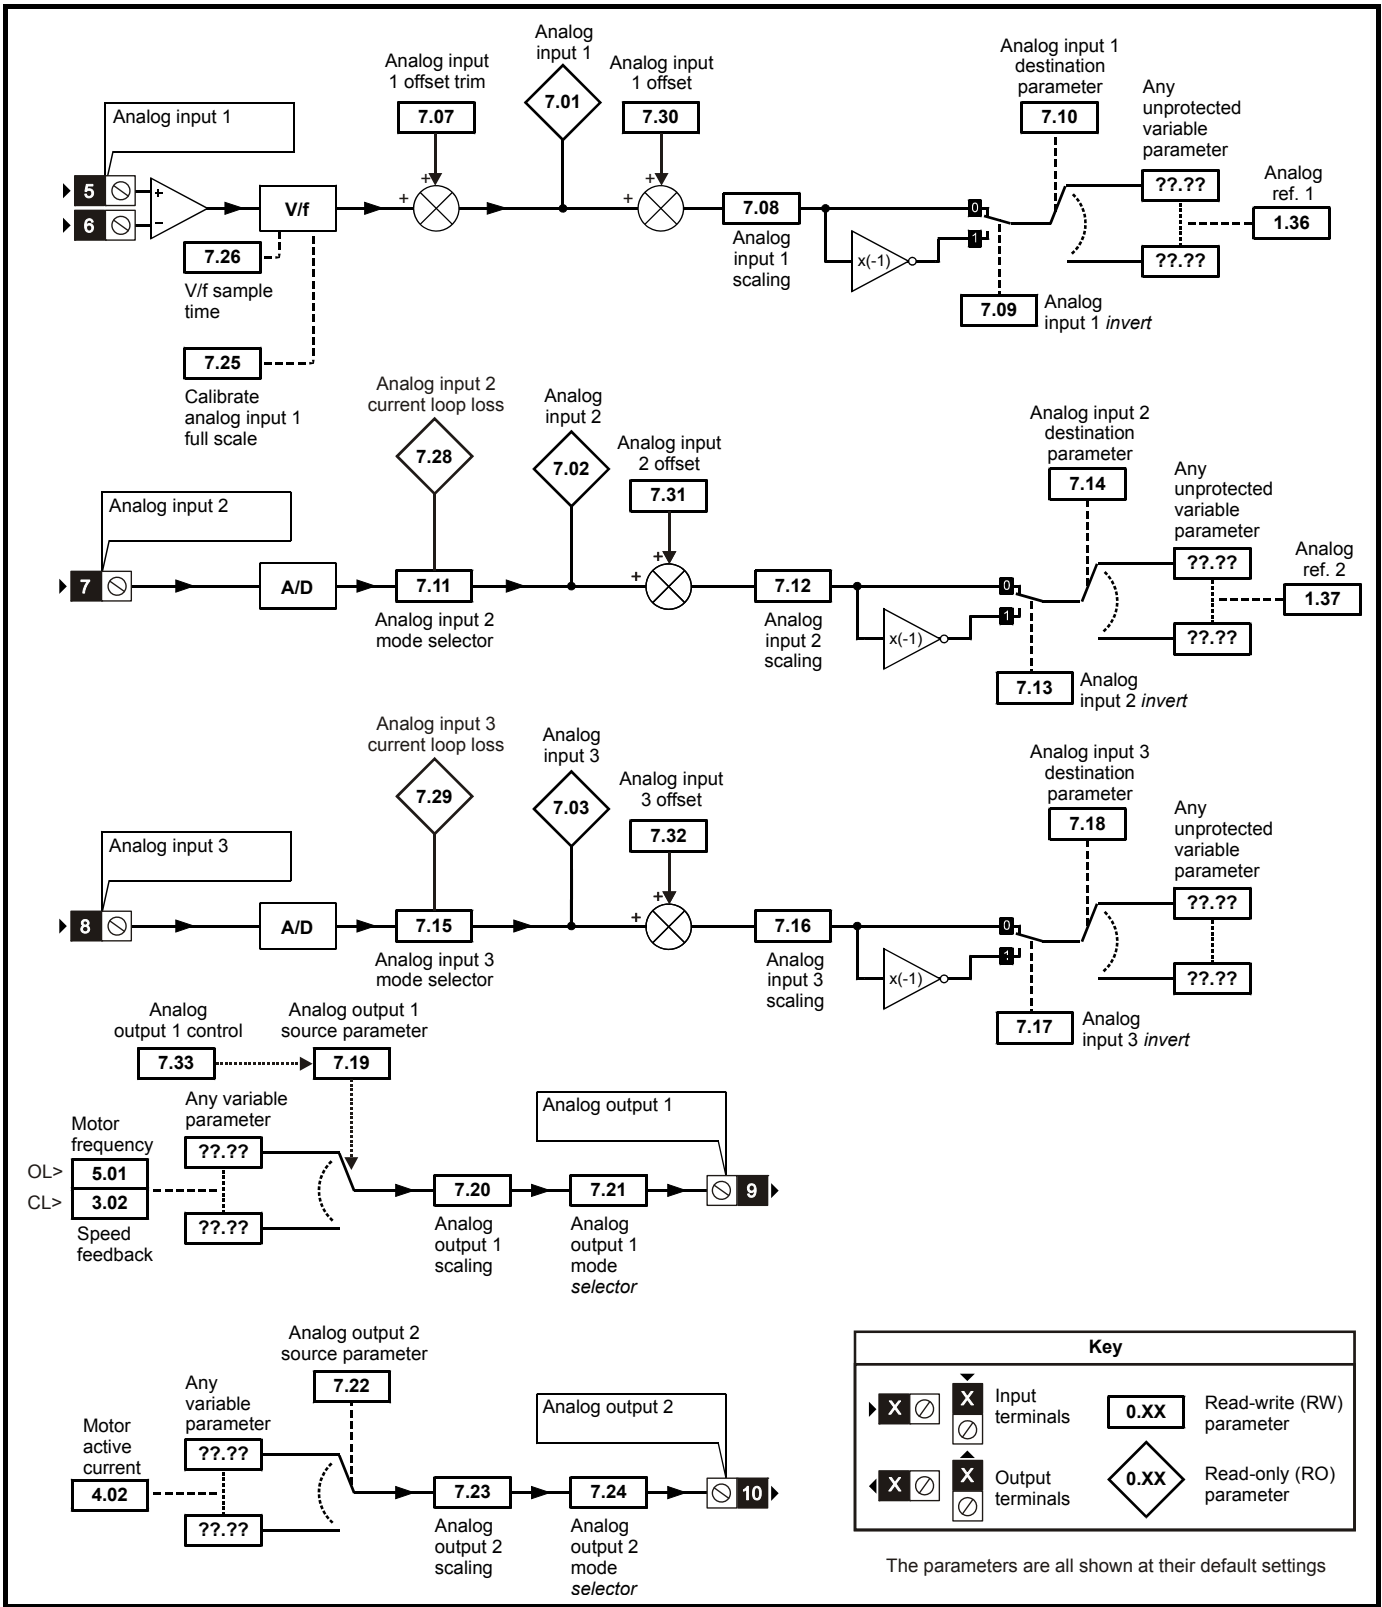 Analog input 1
5
6
+
−
V/f
7.26
V/f sample
time
7.25
Calibrate
analog input 1
full scale
Analog input
1 offset trim
7.07
+
+
Analog
input 1
7.01
Analog input
1 offset
7.30
+
+
7.08
Analog
input 1
scaling
x(-1)
0
1
7.09
Analog
input 1 invert
Analog input 1
destination
parameter
7.10
Any
unprotected
variable
parameter
??.??
??.??
Analog
ref. 1
1.36
Analog input 2
7
A/D
Analog input 2
current loop loss
7.28
7.11
Analog input 2
mode selector
Analog
input 2
7.02
Analog input
2 offset
7.31
+
+
7.12
Analog
input 2
scaling
x(-1)
0
1
7.13
Analog
input 2 invert
Analog input 2
destination
parameter
7.14
Any
unprotected
variable
parameter
??.??
??.??
Analog
ref. 2
1.37
Analog input 3
8
A/D
Analog input 3
current loop loss
7.29
7.15
Analog input 3
mode selector
Analog
input 3
7.03
Analog input
3 offset
7.32
+
+
7.16
Analog
input 3
scaling
x(-1)
0
1
7.17
Analog
input 3 invert
Analog input 3
destination
parameter
7.18
Any
unprotected
variable
parameter
??.??
??.??
Analog
output 1 control
7.33
Analog output 1
source parameter
7.19
Any variable
parameter
??.??
??.??
Motor
frequency
OL>
5.01
CL>
3.02
Speed
feedback
7.20
Analog
output 1
scaling
7.21
Analog
output 1
mode
selector
Analog output 1
9
Analog output 2
source parameter
7.22
Any
variable
parameter
??.??
??.??
Motor
active
current
4.02
7.23
Analog
output 2
scaling
7.24
Analog
output 2
mode
selector
Analog output 2
10
Key
X
X
Input
terminals
0.XX
Read-write (RW)
parameter
X
X
Output
terminals
0.XX
Read-only (RO)
parameter
The parameters are all shown at their default settings